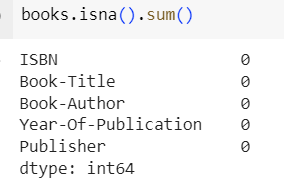 books.isna().sum()
ISBN 0
Book-Title 0
Book-Author 0
Year-Of-Publication 0
Publisher 0
dtype: int64